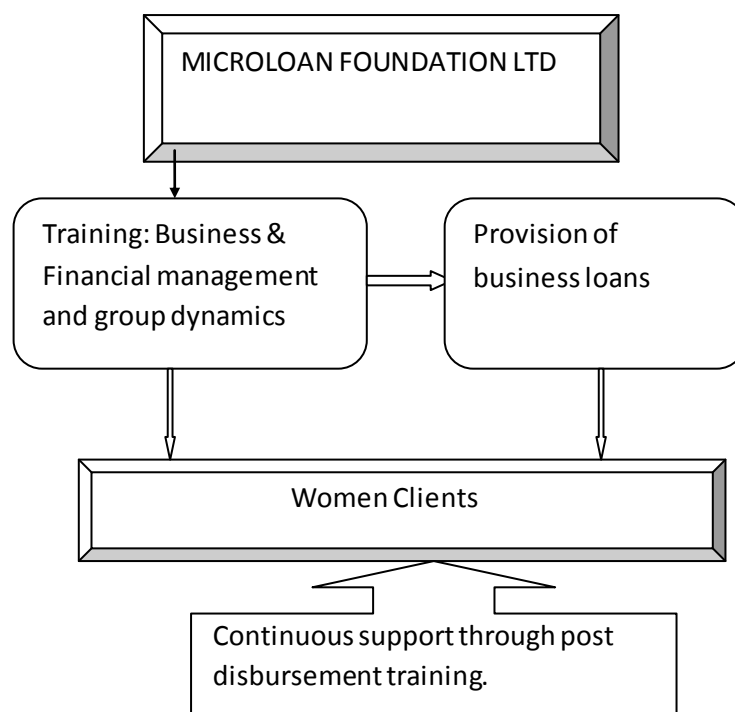 MICROLOAN FOUNDATION LTD
Training: Business &
Financial management
and group dynamics
Provision of
business loans
Women Clients
Continuous support through post
disbursement training.